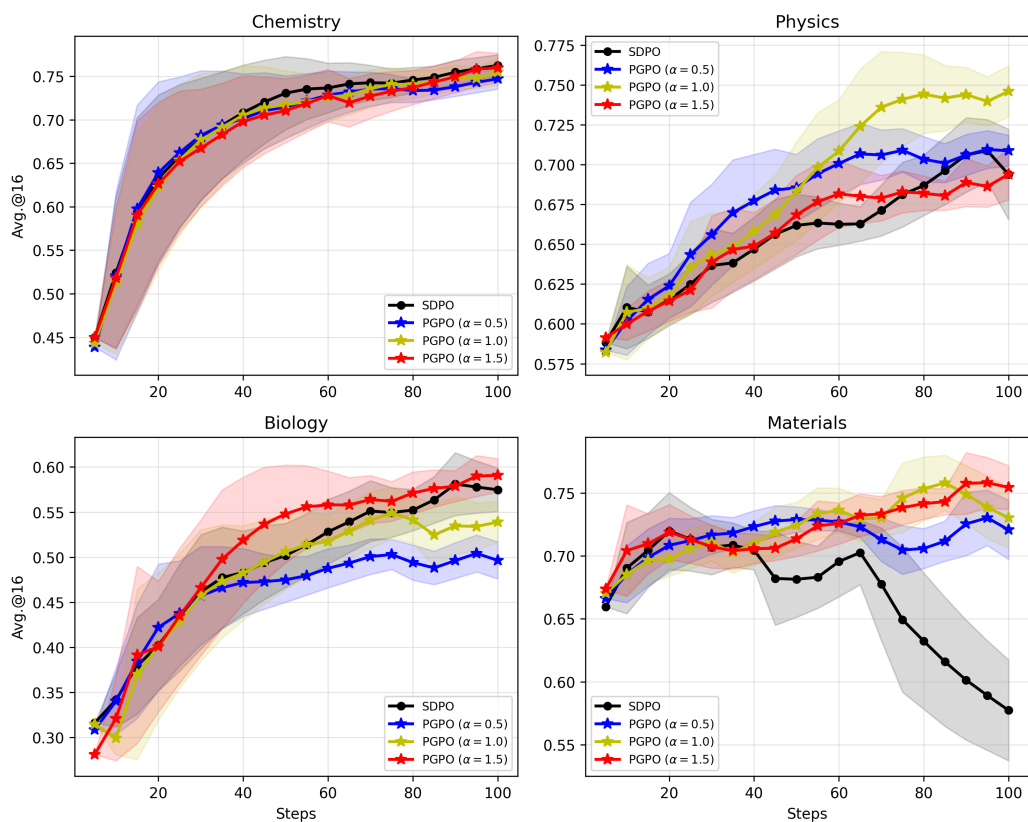 Chemistry
Avg.@16
0.75
0.70
0.65
0.60
0.55
0.50
0.45
20 40 60 80 100
SDPO
PGPO (α = 0.5)
PGPO (α = 1.0)
PGPO (α = 1.5)
Physics
0.775
0.750
0.725
0.700
0.675
0.650
0.625
0.600
0.575
20 40 60 80 100
SDPO
PGPO (α = 0.5)
PGPO (α = 1.0)
PGPO (α = 1.5)
Biology
Avg.@16
0.60
0.55
0.50
0.45
0.40
0.35
0.30
20 40 60 80 100
Steps
SDPO
PGPO (α = 0.5)
PGPO (α = 1.0)
PGPO (α = 1.5)
Materials
0.75
0.70
0.65
0.60
0.55
20 40 60 80 100
Steps
SDPO
PGPO (α = 0.5)
PGPO (α = 1.0)
PGPO (α = 1.5)